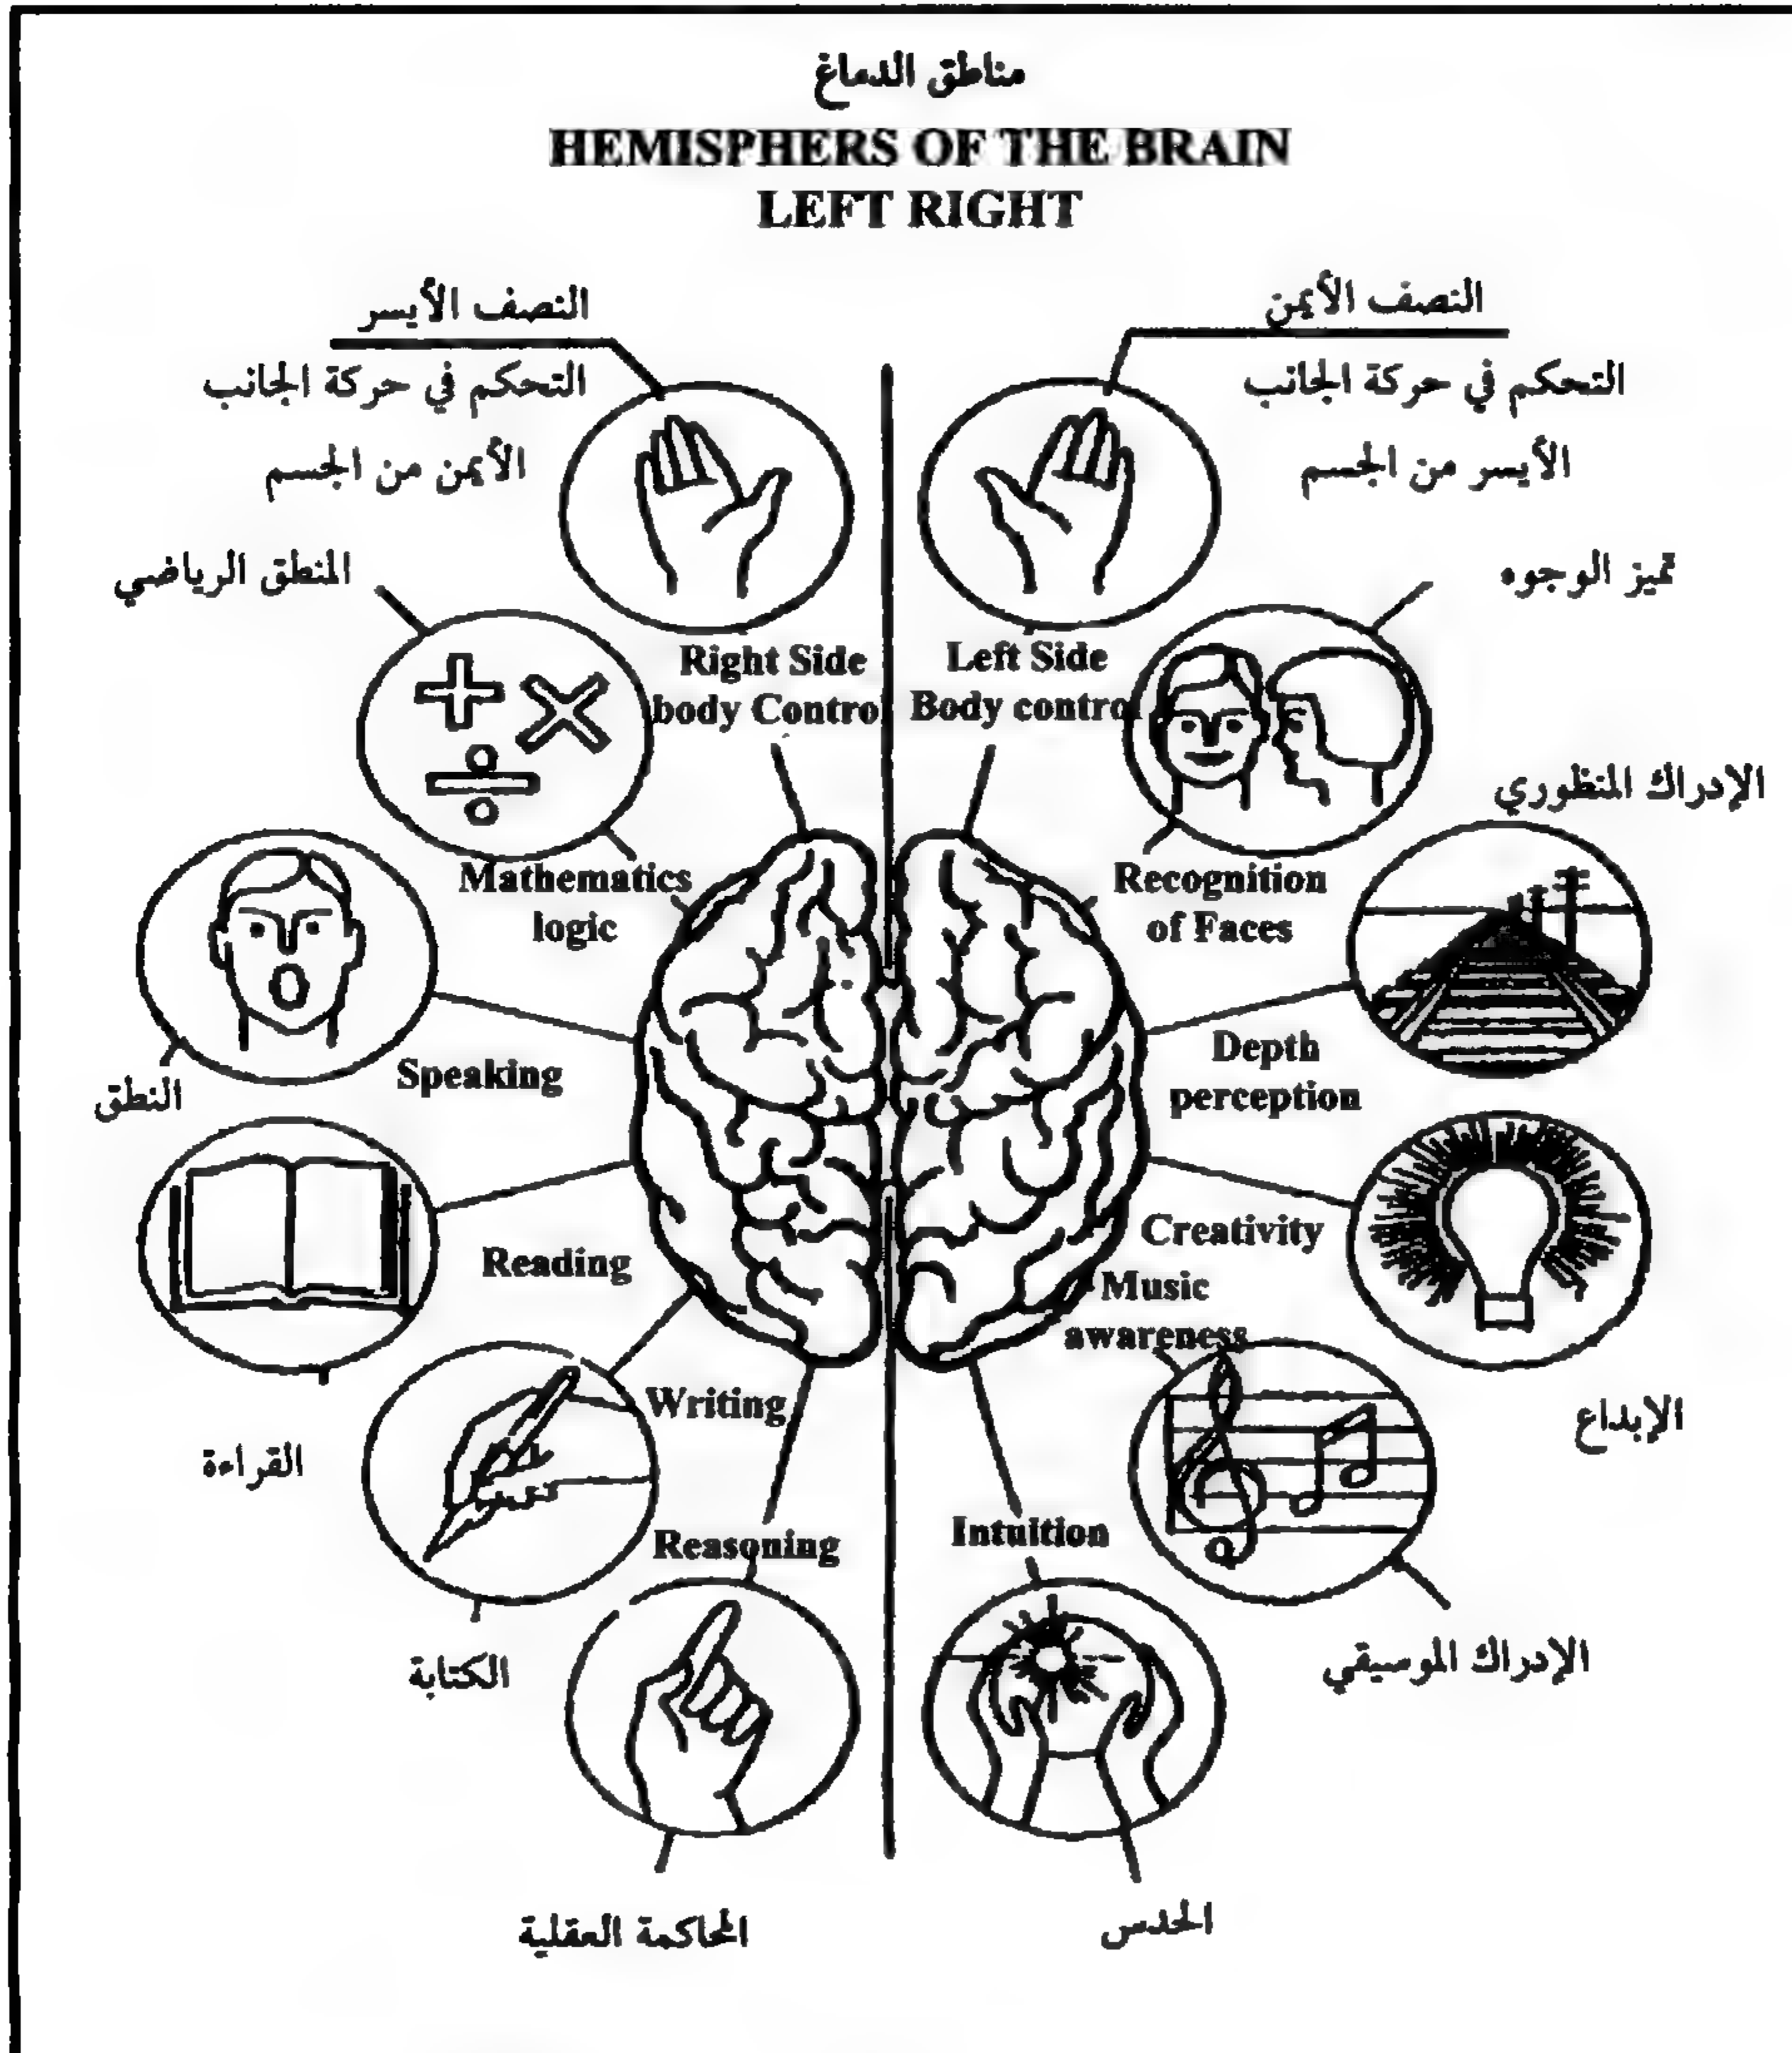 مناطق الدماغ
HEMISPHERS OF THE BRAIN
LEFT RIGHT
النصف الأيسر
النصف الأيمن
التحكم في حركة الجانب
الأيمن من الجسم
التحكم في حركة الجانب
الأيسر من الجسم
المنطق الرياضي
تميز الوجوه
Right Side
body Control
Left Side
Body control
الإدراك المنظوري
Mathematics
logic
Recognition
of Faces
Speaking
النطق
Depth
perception
Reading
Creativity
Music
awareness
Writing
القراءة
الإبداع
Reasoning
Intuition
الكتابة
الإدراك الموسيقي
المحاكمة العقلية
الحدس